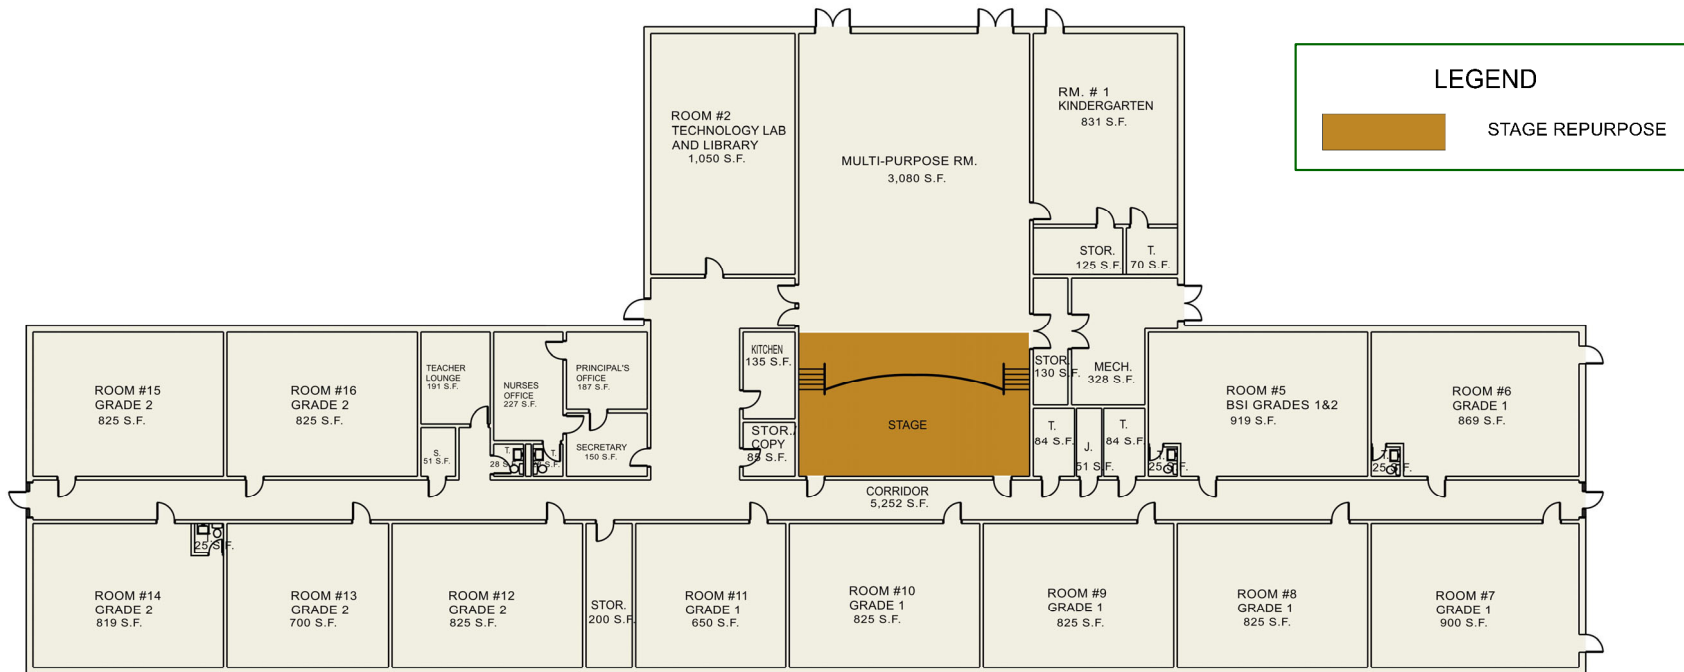 LEGEND
STAGE REPURPOSE
ROOM #2
TECHNOLOGY LAB
AND LIBRARY
1,050 S.F.
MULTI-PURPOSE RM.
3,080 S.F.
RM. # 1
KINDERGARTEN
831 S.F.
STOR.
125 S.F.
T.
70 S.F.
ROOM #15
GRADE 2
825 S.F.
ROOM #16
GRADE 2
825 S.F.
TEACHER
LOUNGE
191 S.F.
S.
51 S.F.
NURSES
OFFICE
227 S.F.
T.
28 S.F.
T.
S.F.
PRINCIPAL'S
OFFICE
187 S.F.
SECRETARY
150 S.F.
KITCHEN
135 S.F.
STOR./
COPY
85 S.F.
STAGE
STOR.
130 S.F.
MECH.
328 S.F.
T.
84 S.F.
J.
51 S.F.
T.
84 S.F.
ROOM #5
BSI GRADES 1&2
919 S.F.
T.
25 S.F.
ROOM #6
GRADE 1
869 S.F.
T.
25 S.F.
CORRIDOR
5,252 S.F.
25 S.F.
ROOM #14
GRADE 2
819 S.F.
ROOM #13
GRADE 2
700 S.F.
ROOM #12
GRADE 2
825 S.F.
STOR.
200 S.F.
ROOM #11
GRADE 1
650 S.F.
ROOM #10
GRADE 1
825 S.F.
ROOM #9
GRADE 1
825 S.F.
ROOM #8
GRADE 1
825 S.F.
ROOM #7
GRADE 1
900 S.F.